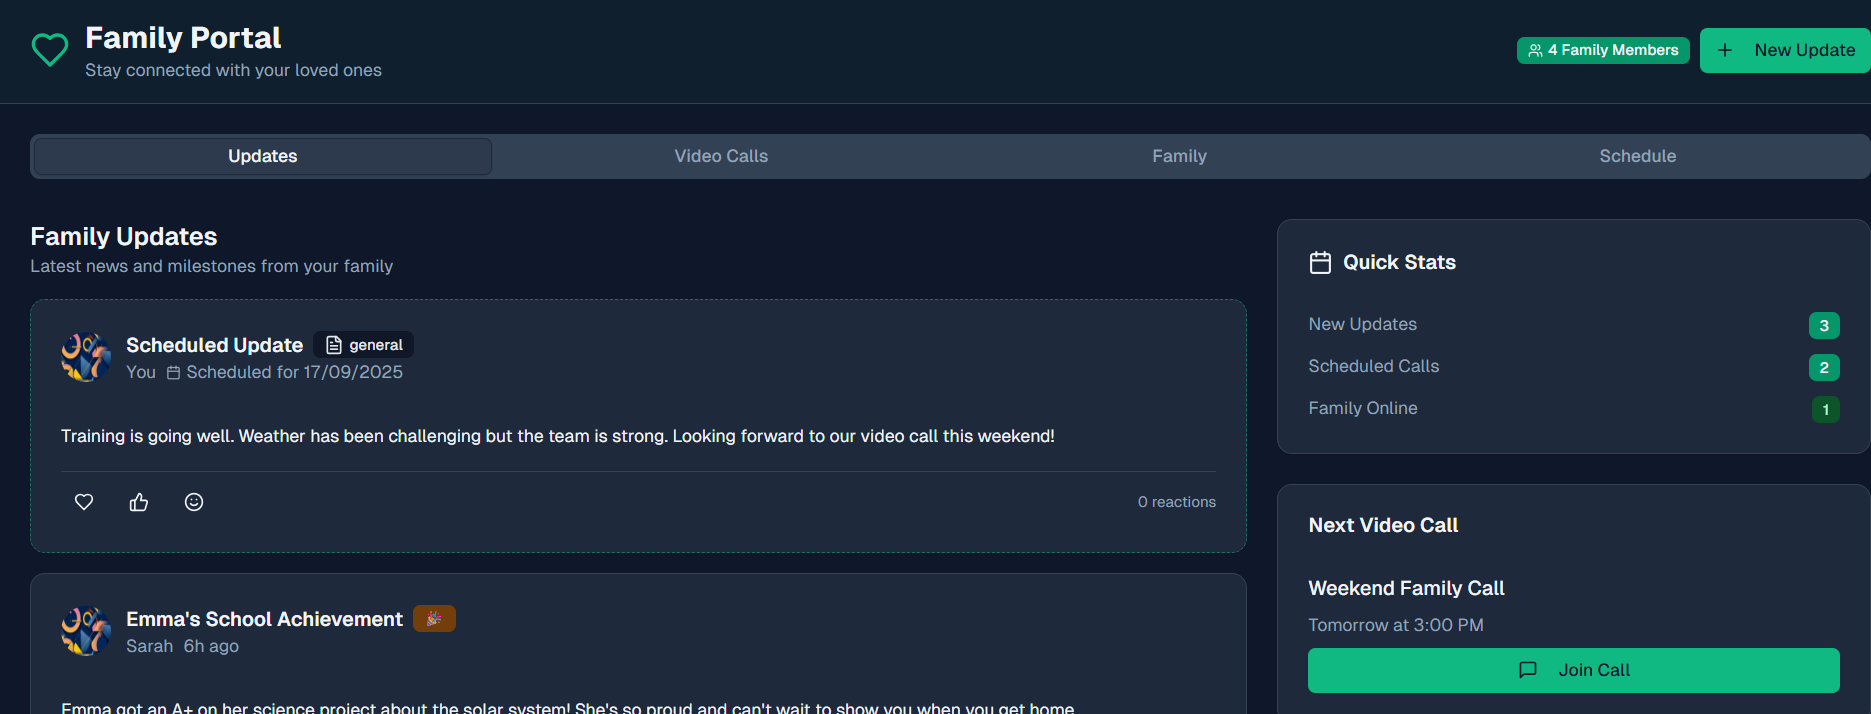 Family Portal
Stay connected with your loved ones
4 Family Members
New Update
Updates
Video Calls
Family
Schedule
Family Updates
Latest news and milestones from your family
Scheduled Update
general
You Scheduled for 17/09/2025
Training is going well. Weather has been challenging but the team is strong. Looking forward to our video call this weekend!
0 reactions
Emma's School Achievement
Sarah 6h ago
Emma got an A+ on her science project about the solar system! She's so proud and can't wait to show you when you get home.
Quick Stats
New Updates
3
Scheduled Calls
2
Family Online
1
Next Video Call
Weekend Family Call
Tomorrow at 3:00 PM
Join Call